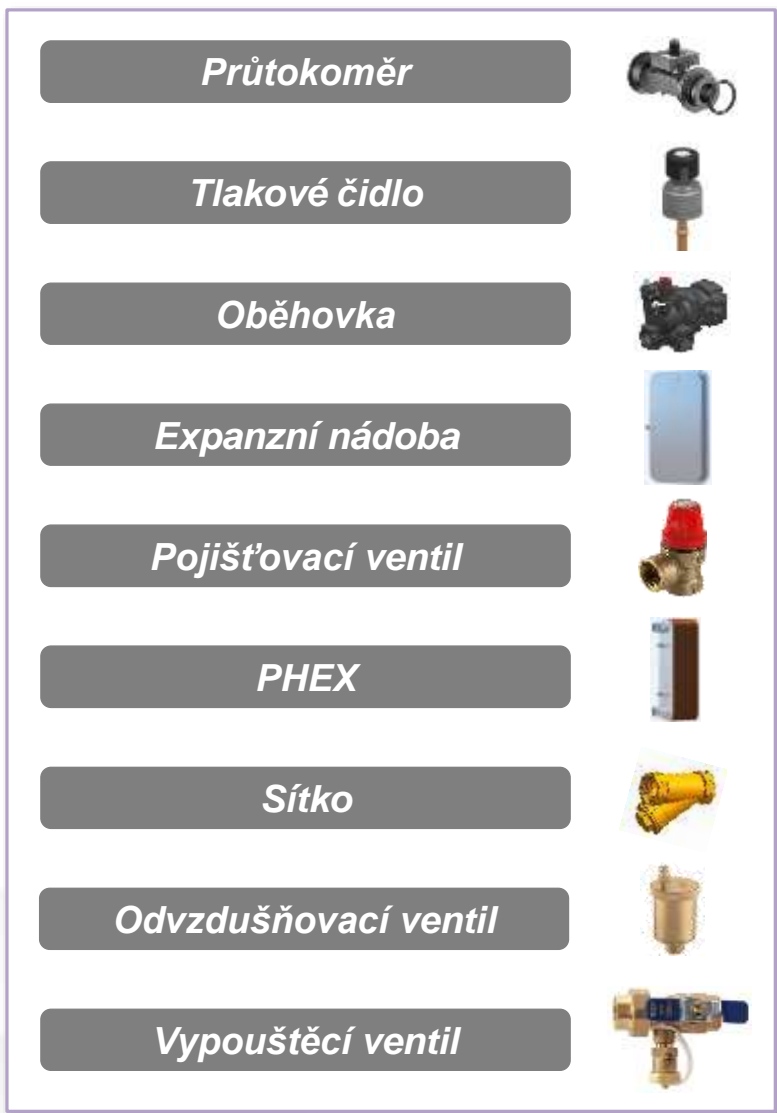 Průtokoměr
Tlakové čidlo
Oběhovka
Expanzní nádoba
Pojišťovací ventil
PHEX
Sítko
Odvzdušňovací ventil
Vypouštěcí ventil